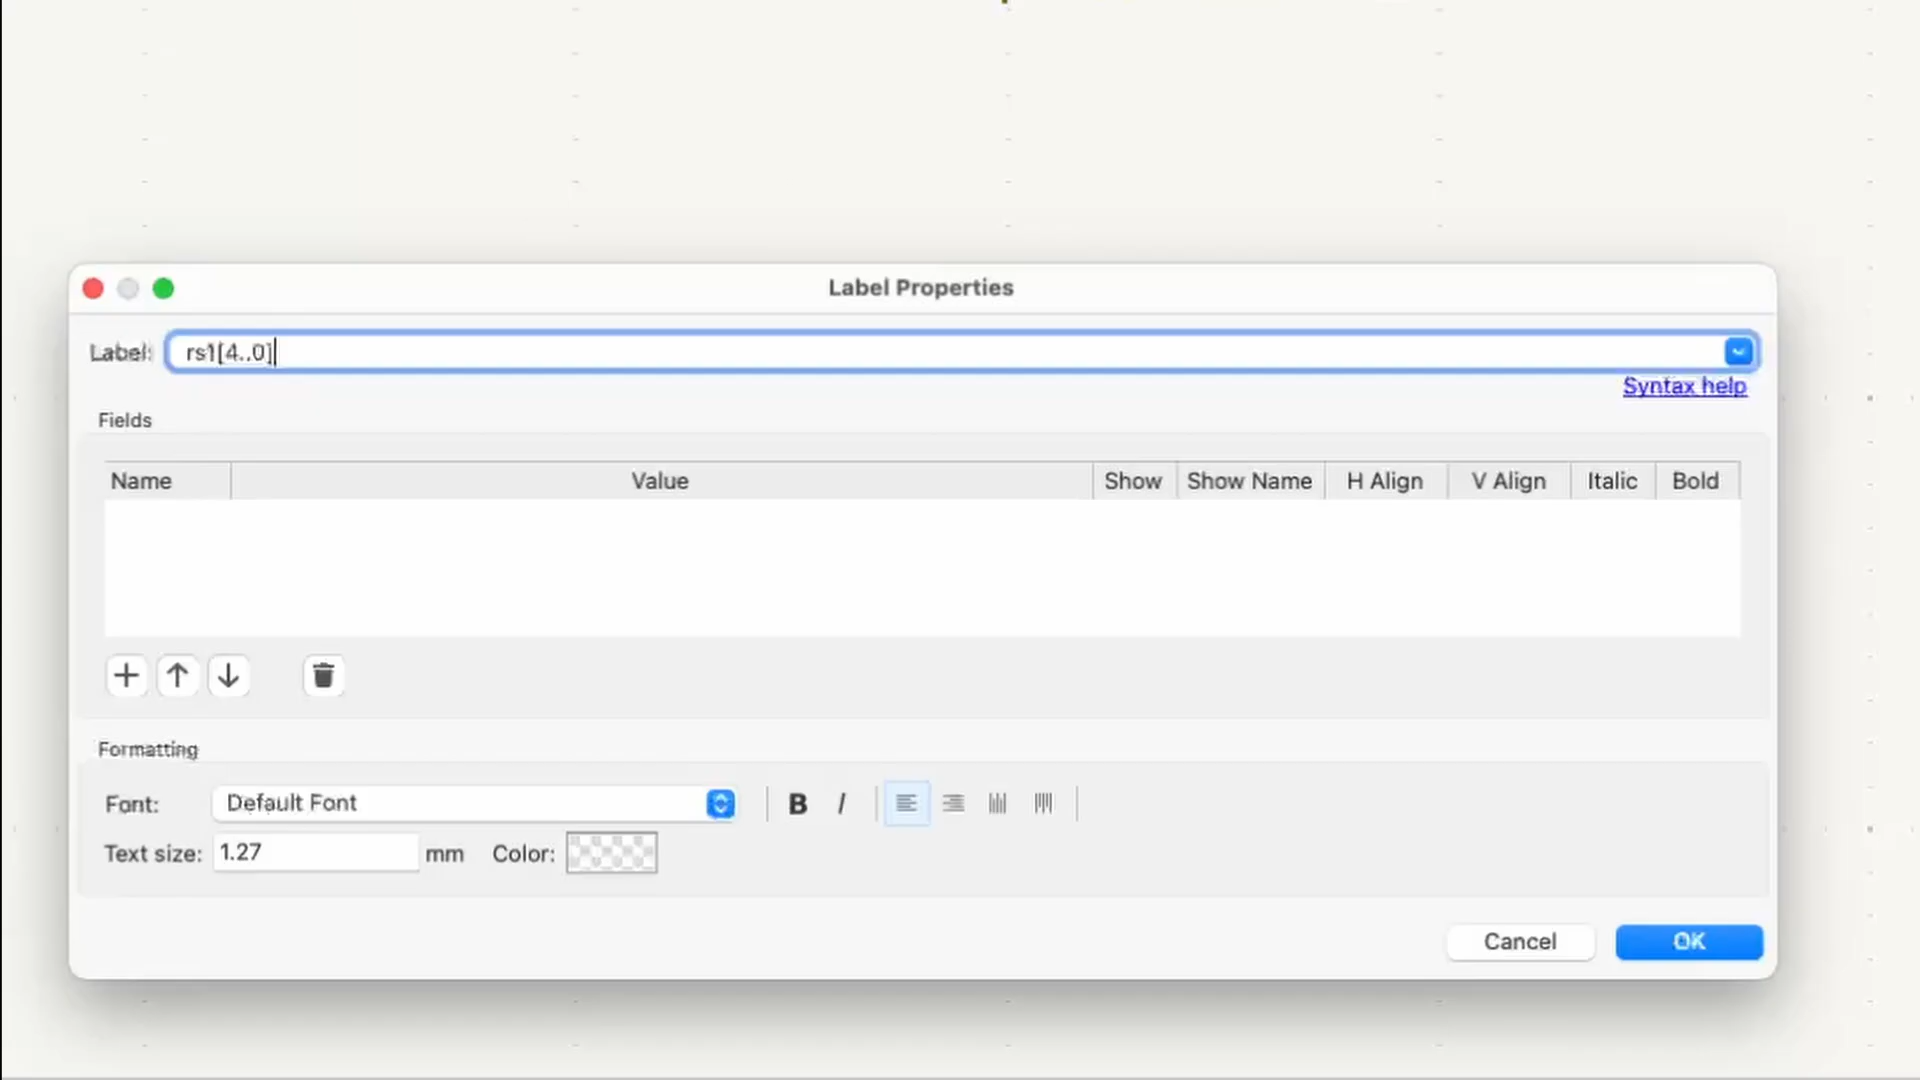 Label Properties
Label: rs1[4..0]
Syntax help
Fields
Name Value Show Show Name H Align V Align Italic Bold
Formatting
Font: Default Font B I
Text size: 1.27 mm Color:
Cancel OK